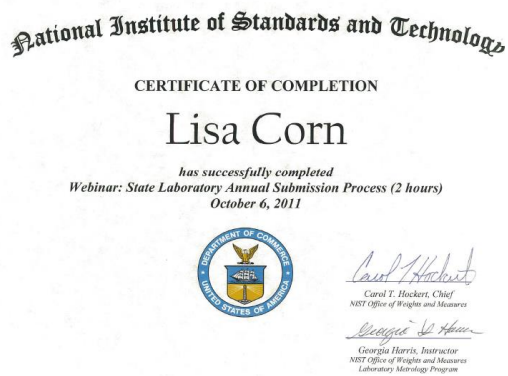 National Institute of Standards and Technology
CERTIFICATE OF COMPLETION
Lisa Corn
has successfully completed
Webinar: State Laboratory Annual Submission Process (2 hours)
October 6, 2011
DEPARTMENT OF COMMERCE
UNITED STATES OF AMERICA
Carol T Hockert
Carol T. Hockert, Chief
NIST Office of Weights and Measures
Georgia L Harris
Georgia Harris, Instructor
NIST Office of Weights and Measures
Laboratory Metrology Program